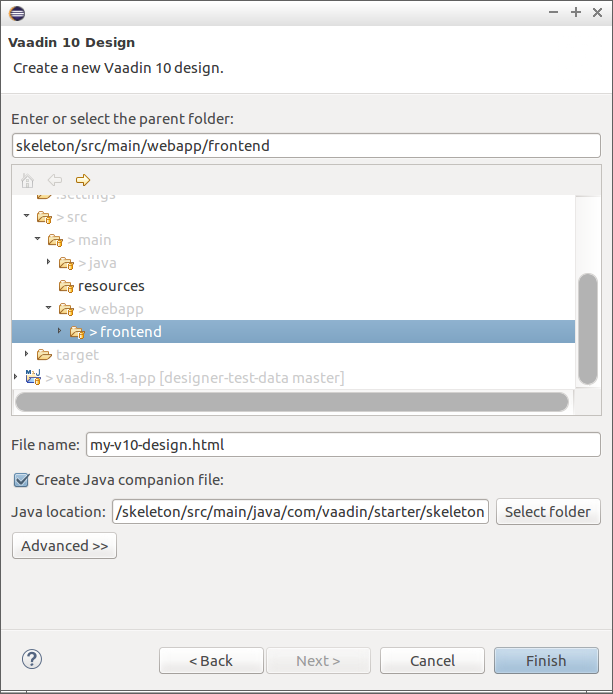 Vaadin 10 Design
Create a new Vaadin 10 design.
Enter or select the parent folder:
skeleton/src/main/webapp/frontend
.settings
> src
> main
> java
resources
> webapp
> frontend
target
> vaadin-8.1-app [designer-test-data master]
File name: my-v10-design.html
Create Java companion file:
Java location: /skeleton/src/main/java/com/vaadin/starter/skeleton Select folder
Advanced >>
? < Back Next > Cancel Finish